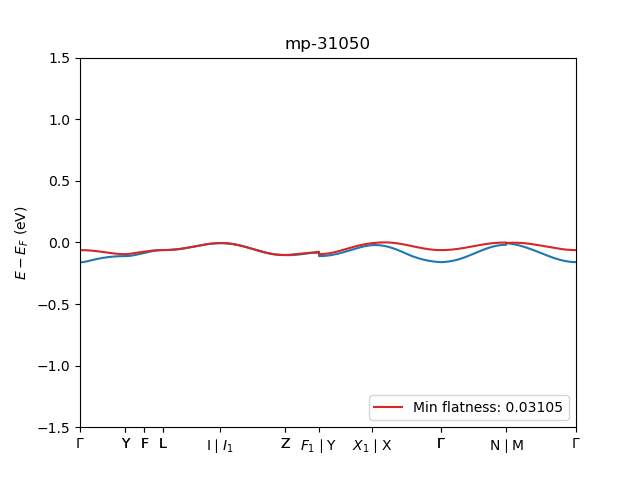 mp-31050
E − E_F (eV)
1.5
1.0
0.5
0.0
−0.5
−1.0
−1.5
Min flatness: 0.03105
Γ Y F L I | I₁ Z F₁ | Y X₁ | X Γ N | M Γ